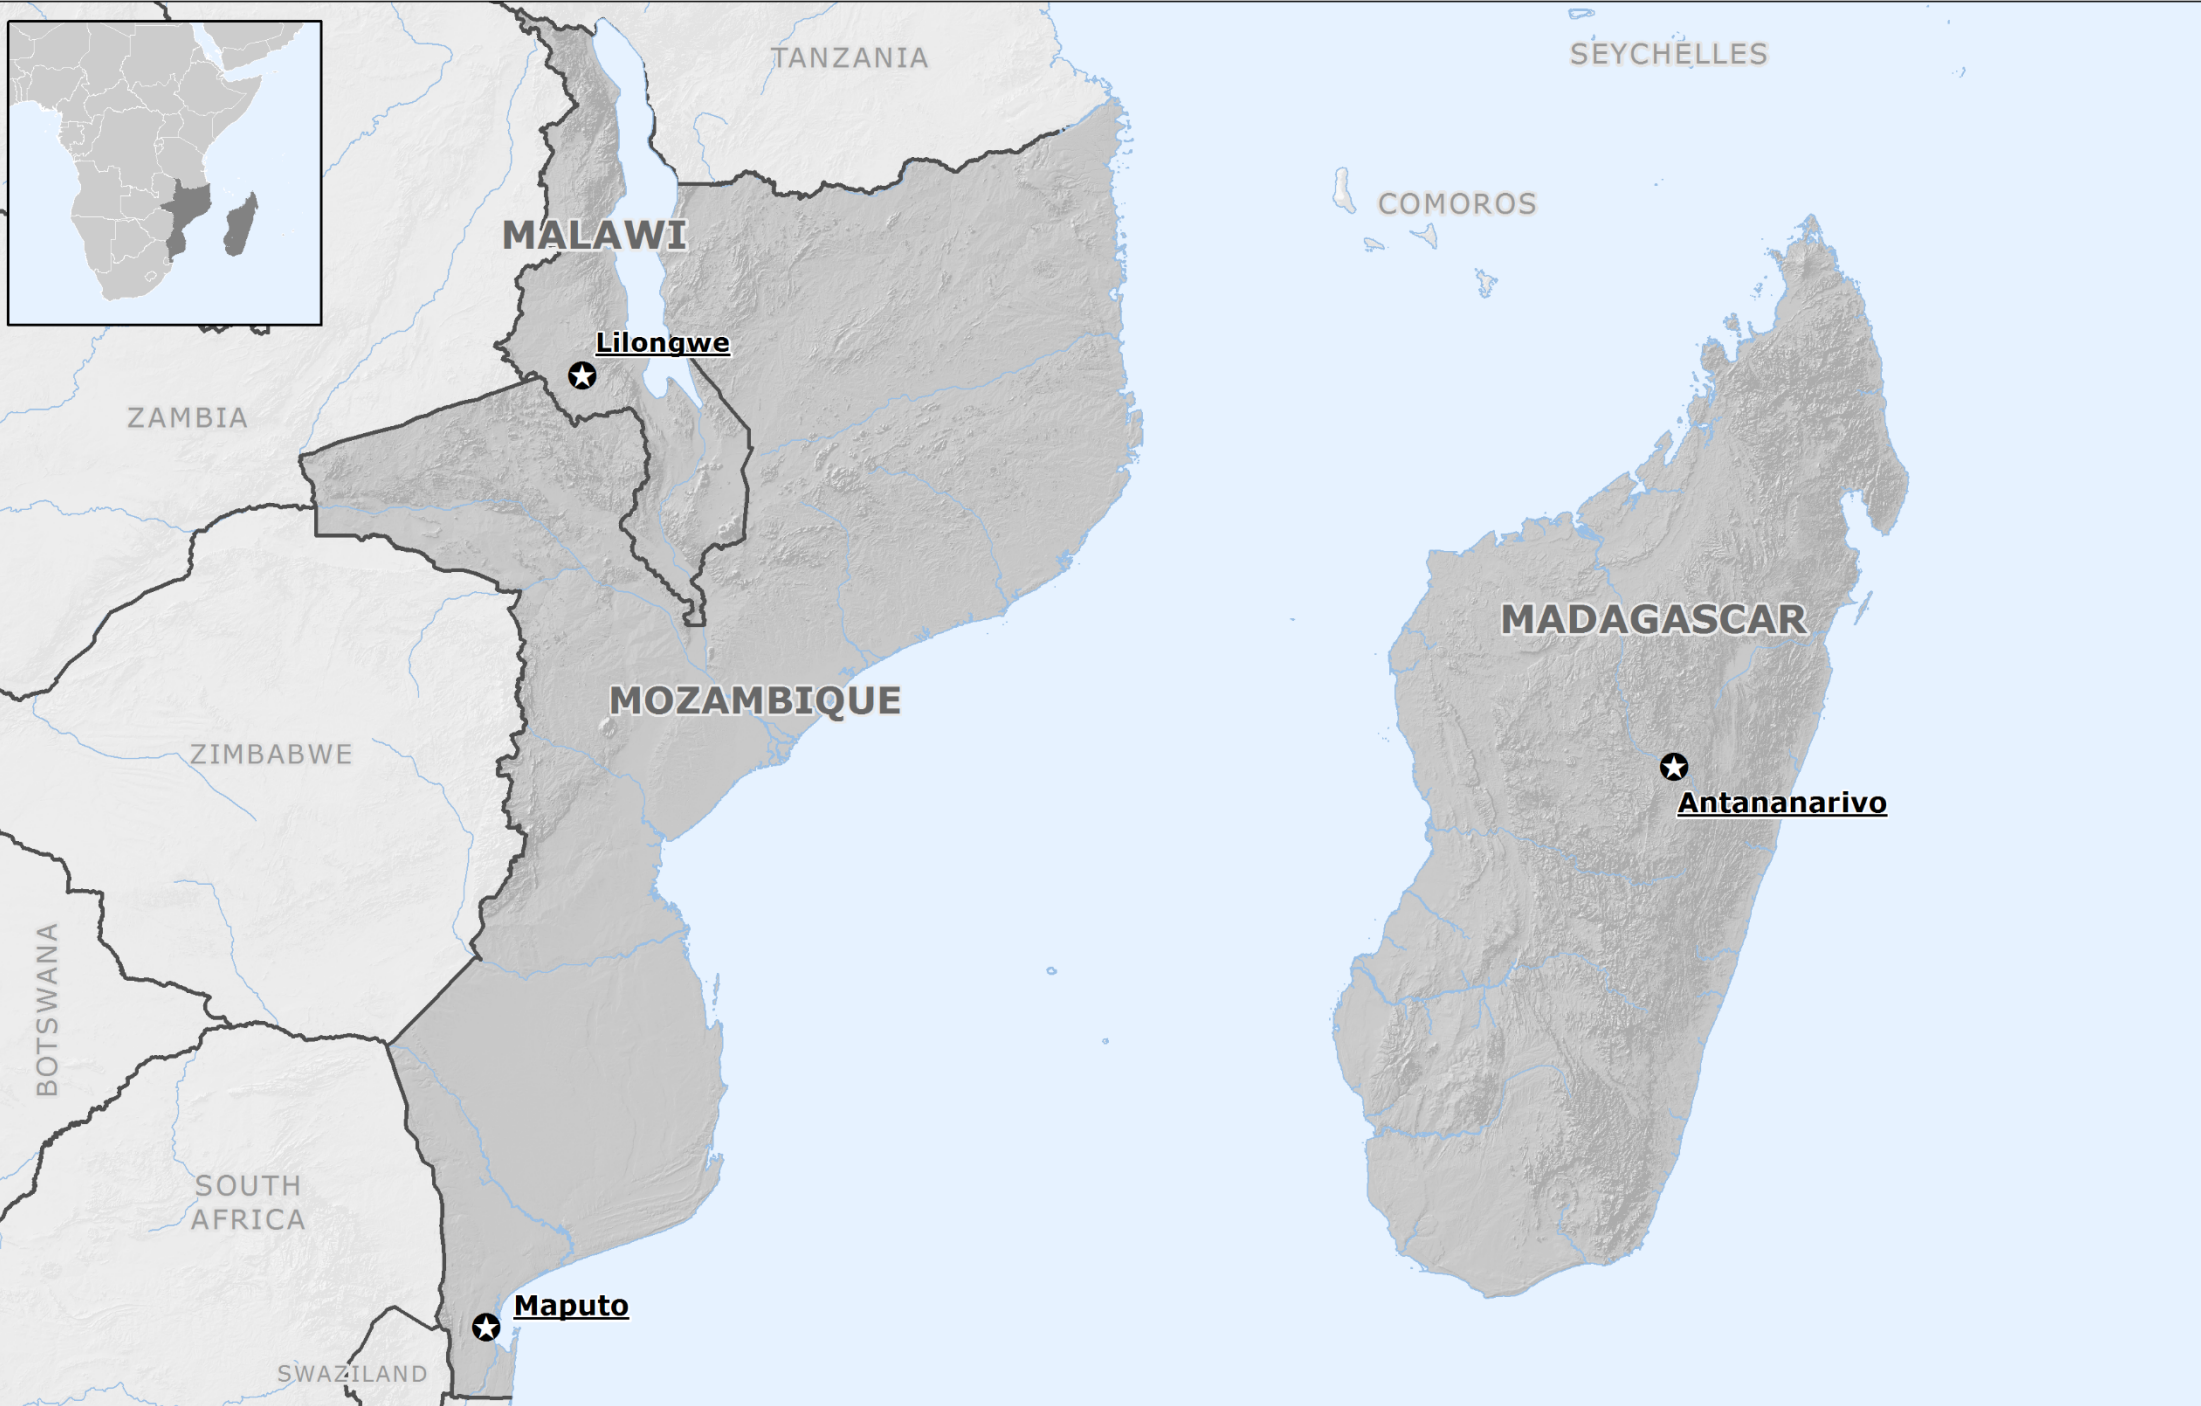 TANZANIA
SEYCHELLES
COMOROS
MALAWI
Lilongwe
ZAMBIA
MADAGASCAR
MOZAMBIQUE
ZIMBABWE
Antananarivo
BOTSWANA
SOUTH
AFRICA
Maputo
SWAZILAND